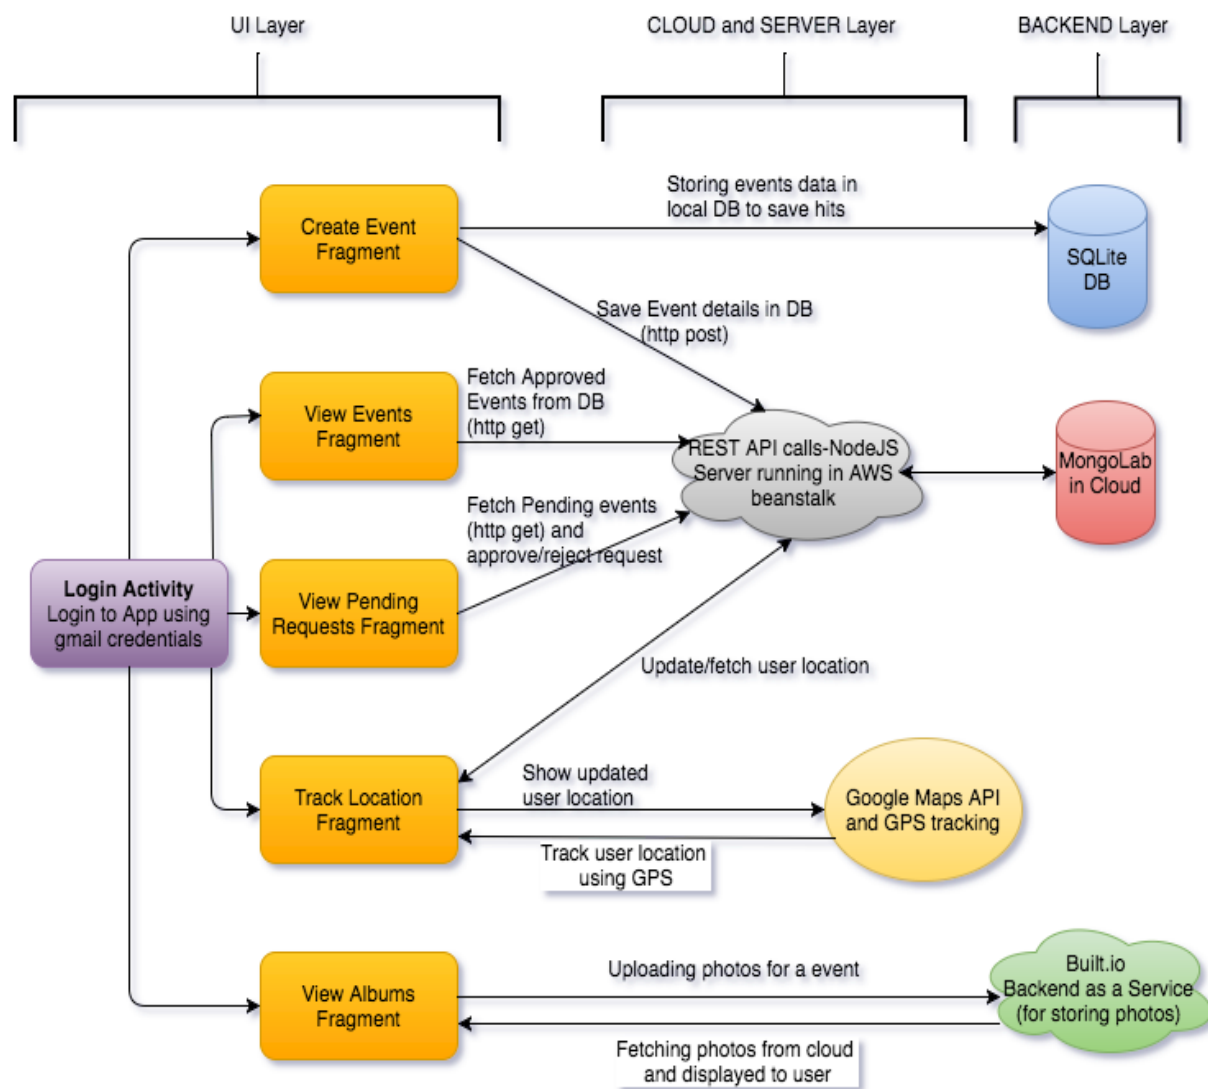 UI Layer
CLOUD and SERVER Layer
BACKEND Layer
Storing events data in
local DB to save hits
Create Event
Fragment
SQLite
DB
Save Event details in DB
(http post)
Fetch Approved
Events from DB
(http get)
View Events
Fragment
REST API calls-NodeJS
Server running in AWS
beanstalk
MongoLab
in Cloud
Fetch Pending events
(http get) and
approve/reject request
Login Activity
Login to App using
gmail credentials
View Pending
Requests Fragment
Update/fetch user location
Show updated
user location
Track Location
Fragment
Google Maps API
and GPS tracking
Track user location
using GPS
Uploading photos for a event
View Albums
Fragment
Built.io
Backend as a Service
(for storing photos)
Fetching photos from cloud
and displayed to user